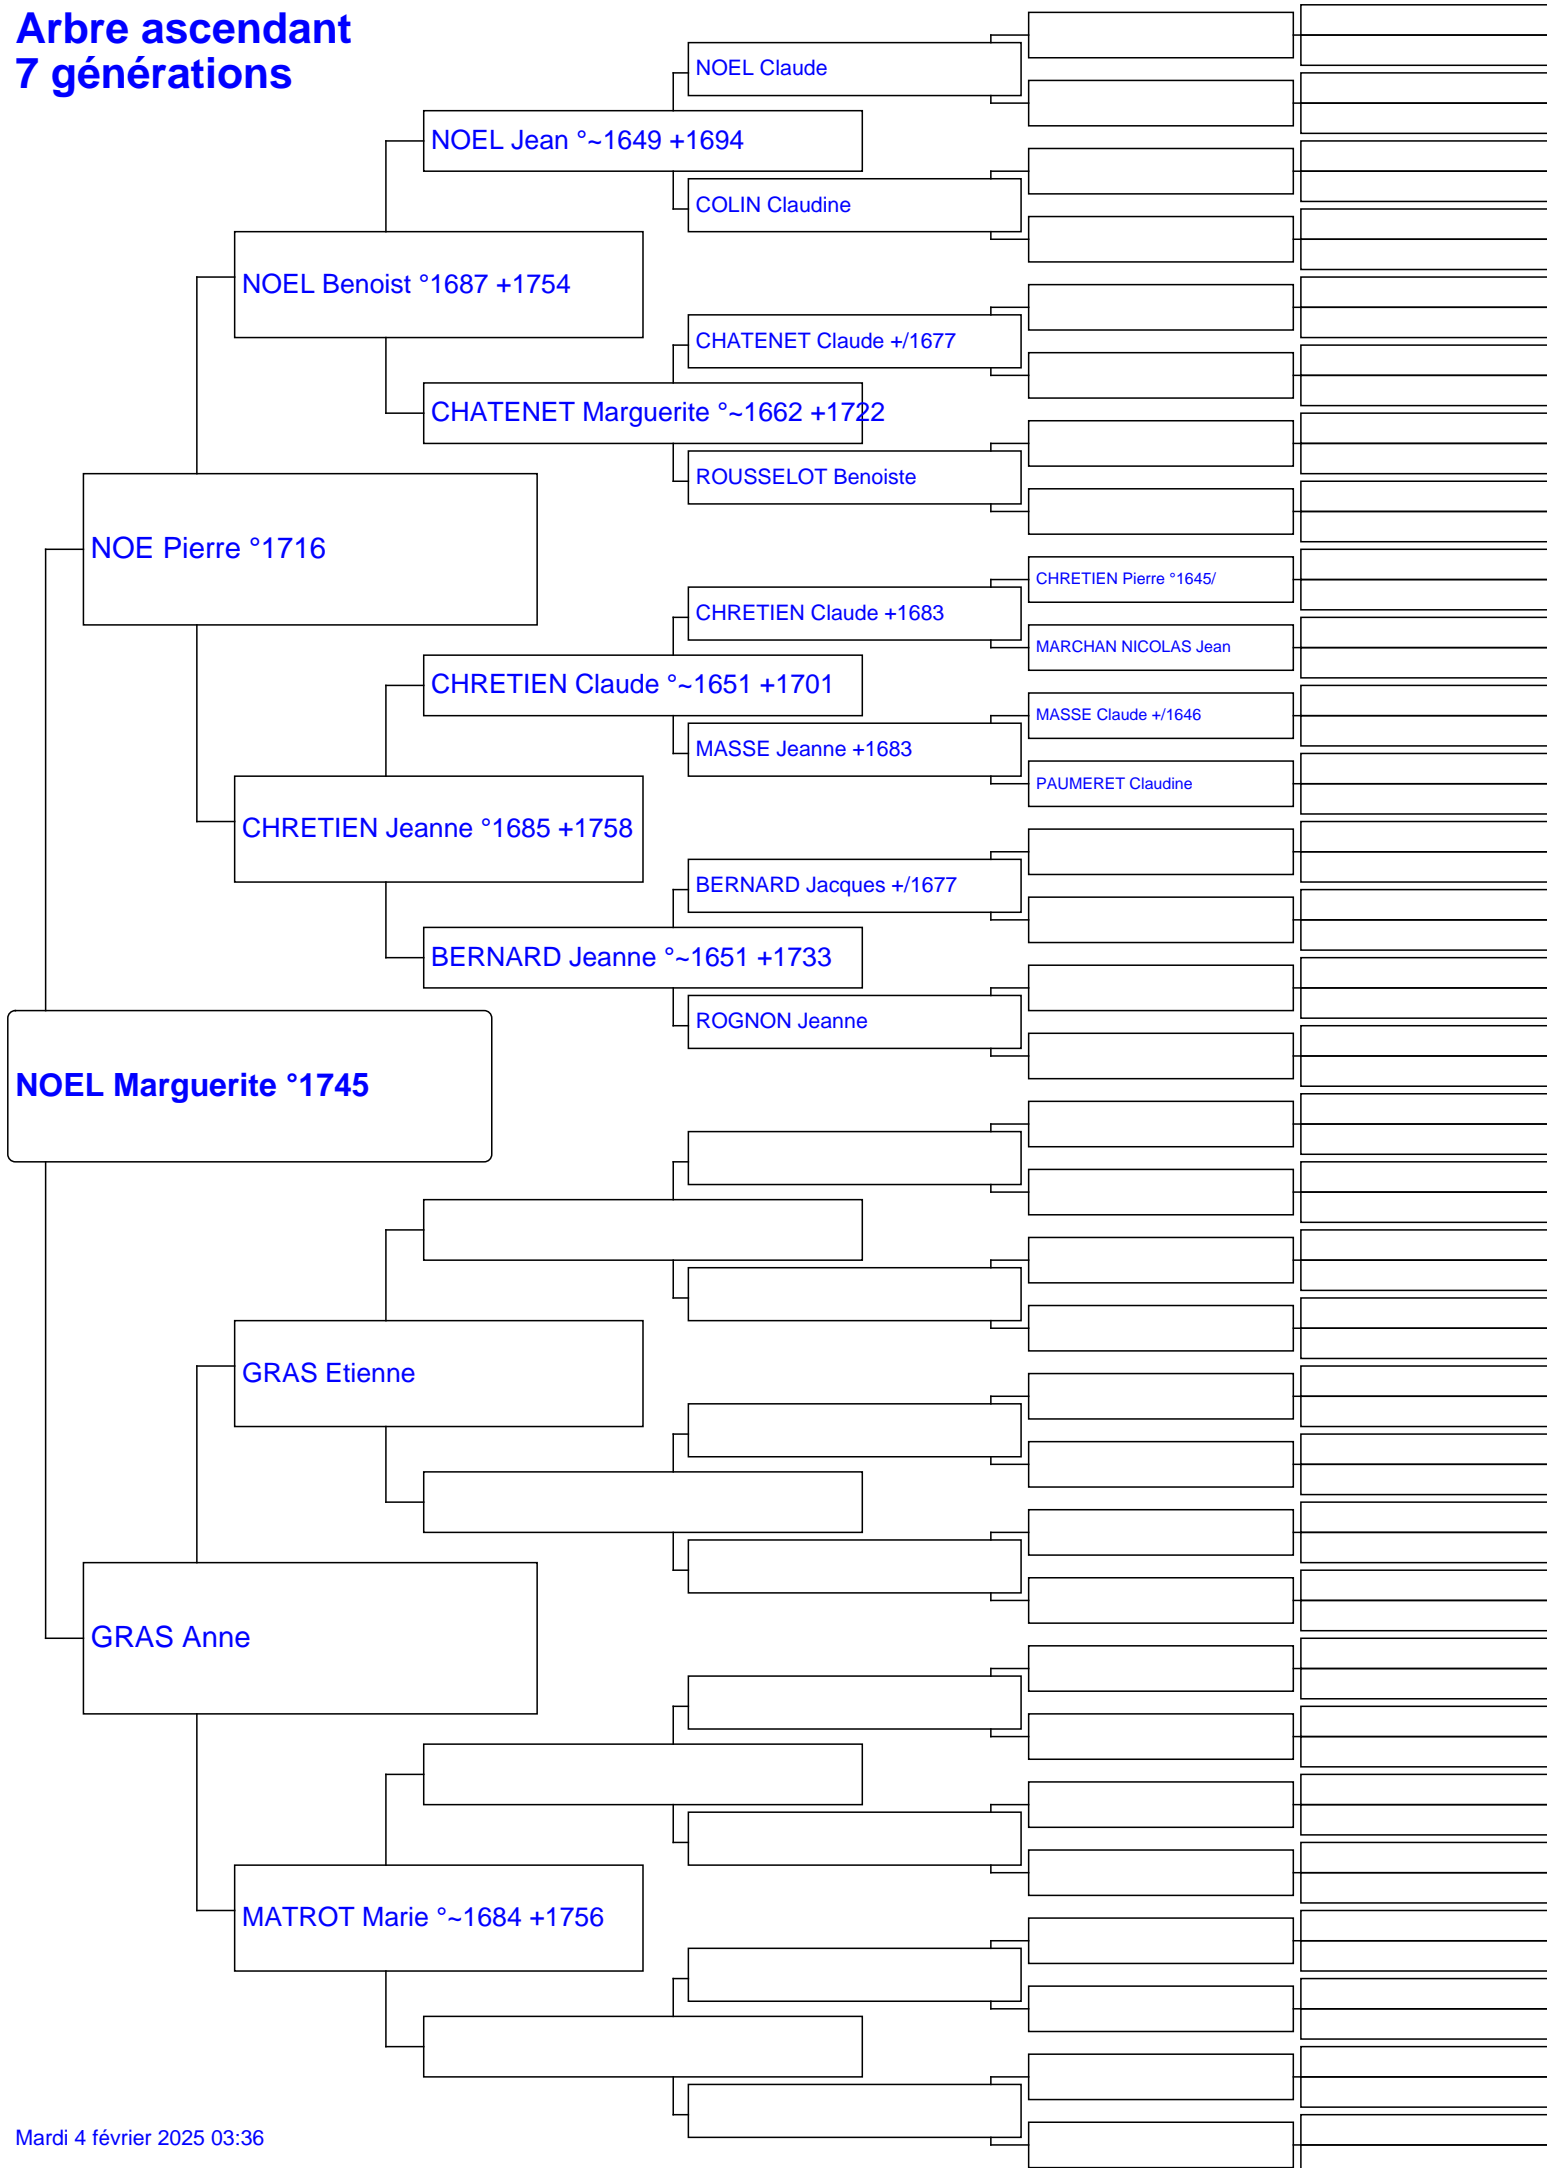 Arbre ascendant
7 générations
NOEL Claude
NOEL Jean °~1649 +1694
COLIN Claudine
NOEL Benoist °1687 +1754
CHATENET Claude +/1677
CHATENET Marguerite °~1662 +1722
ROUSSELOT Benoiste
NOE Pierre °1716
CHRETIEN Pierre °1645/
CHRETIEN Claude +1683
MARCHAN NICOLAS Jean
CHRETIEN Claude °~1651 +1701
MASSE Claude +/1646
MASSE Jeanne +1683
PAUMERET Claudine
CHRETIEN Jeanne °1685 +1758
BERNARD Jacques +/1677
BERNARD Jeanne °~1651 +1733
ROGNON Jeanne
NOEL Marguerite °1745
GRAS Etienne
GRAS Anne
MATROT Marie °~1684 +1756
Mardi 4 février 2025 03:36